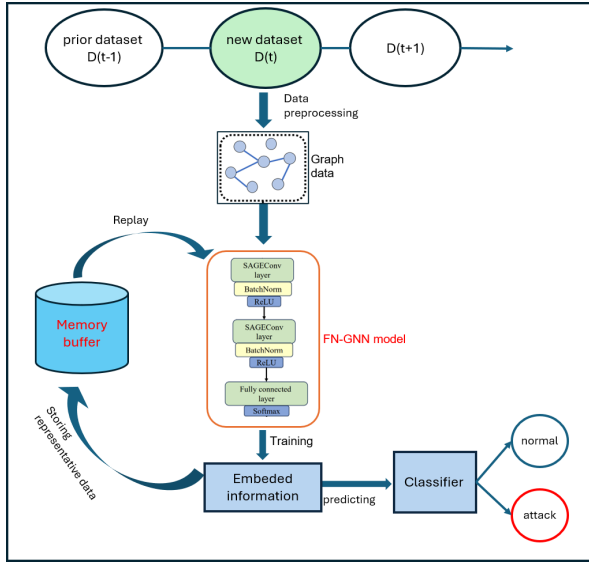 prior dataset
D(t-1)
new dataset
D(t)
D(t+1)
Data
preprocessing
Graph
data
Replay
SAGEConv
layer
BatchNorm
ReLU
SAGEConv
layer
BatchNorm
ReLU
Fully connected
layer
Softmax
FN-GNN model
Memory
buffer
Storing
representative data
Training
Embeded
information
predicting
Classifier
normal
attack